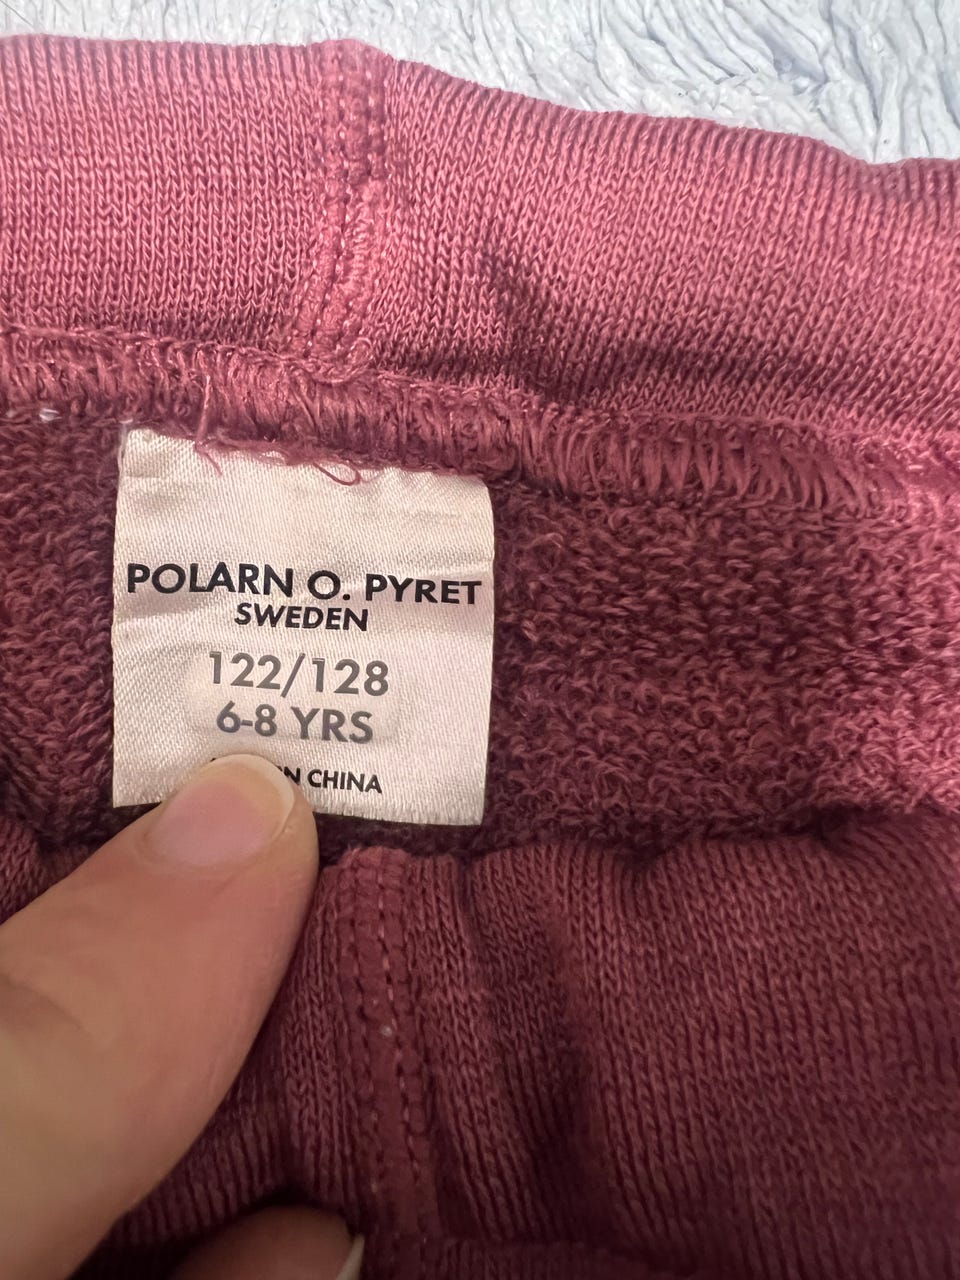 POLARN O. PYRET
SWEDEN
122/128
6-8 YRS
CHINA